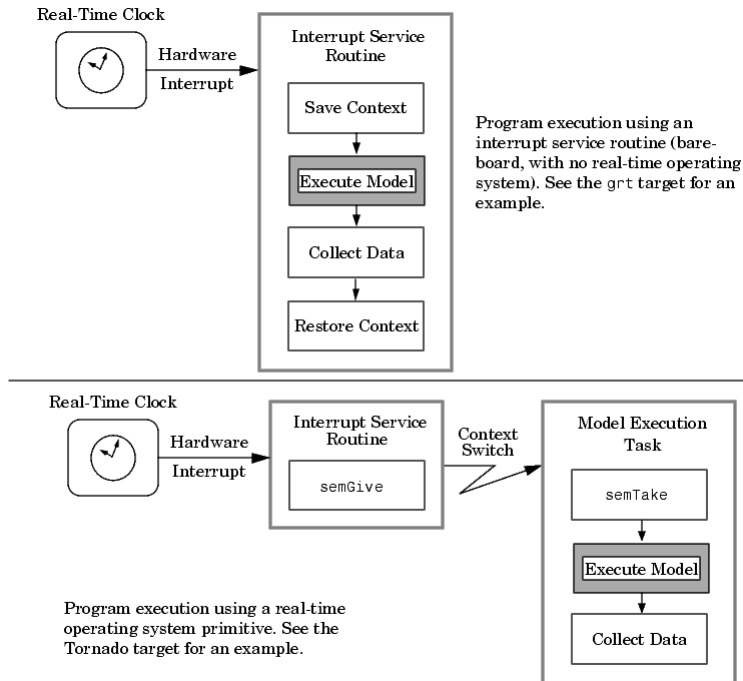 Real-Time Clock
Hardware
Interrupt
Interrupt Service
Routine
Save Context
Execute Model
Collect Data
Restore Context
Program execution using an
interrupt service routine (bare-
board, with no real-time operating
system). See the grt target for an
example.
Real-Time Clock
Hardware
Interrupt
Interrupt Service
Routine
semGive
Context
Switch
Model Execution
Task
semTake
Execute Model
Collect Data
Program execution using a real-time
operating system primitive. See the
Tornado target for an example.